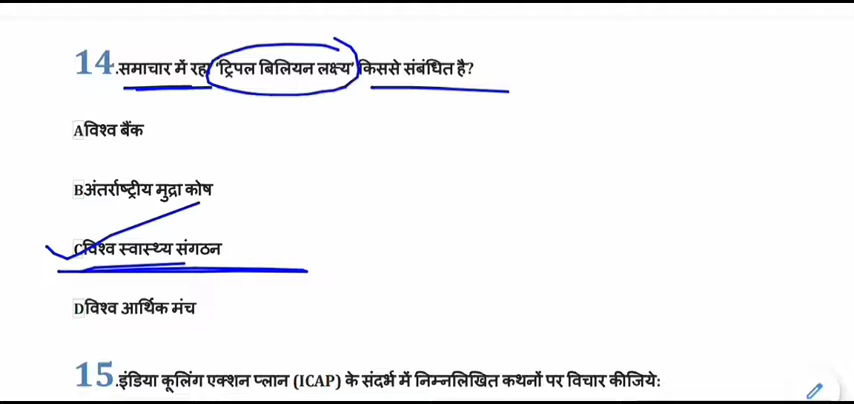 14.समाचार में रहा ‘ट्रिपल बिलियन लक्ष्य’ किससे संबंधित है?
Aविश्व बैंक
Bअंतर्राष्ट्रीय मुद्रा कोष
Cविश्व स्वास्थ्य संगठन
Dविश्व आर्थिक मंच
15.इंडिया कूलिंग एक्शन प्लान (ICAP) के संदर्भ में निम्नलिखित कथनों पर विचार कीजिये: